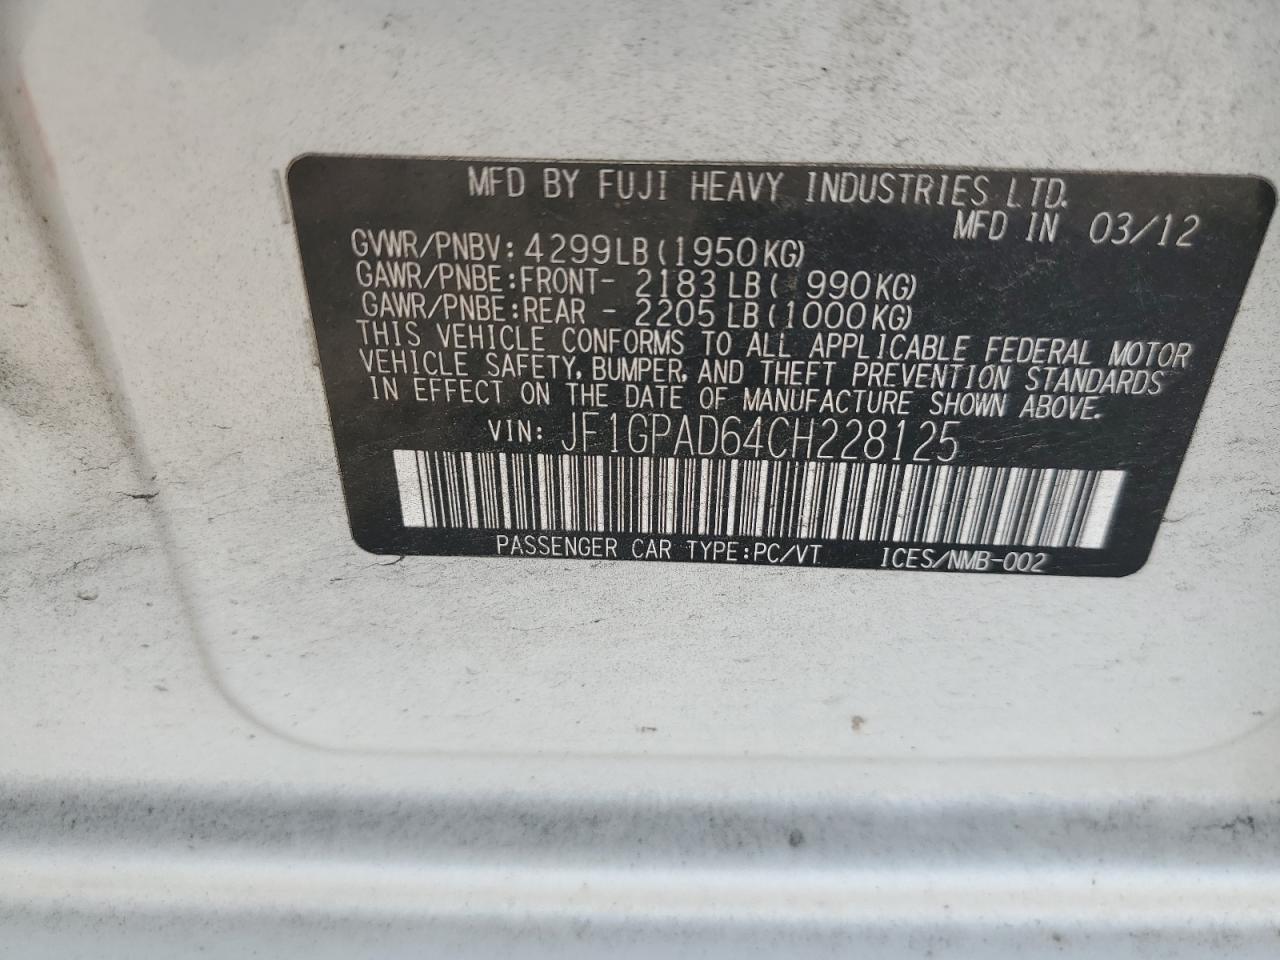 MFD BY FUJI HEAVY INDUSTRIES LTD.
MFD IN 03/12
GVWR/PNBV: 4299LB (1950KG)
GAWR/PNBE:FRONT- 2183 LB ( 990KG)
GAWR/PNBE:REAR - 2205 LB (1000KG)
THIS VEHICLE CONFORMS TO ALL APPLICABLE FEDERAL MOTOR
VEHICLE SAFETY, BUMPER, AND THEFT PREVENTION STANDARDS
IN EFFECT ON THE DATE OF MANUFACTURE SHOWN ABOVE.
VIN: JF1GPAD64CH228125
PASSENGER CAR TYPE:PC/VT ICES/NMB-002